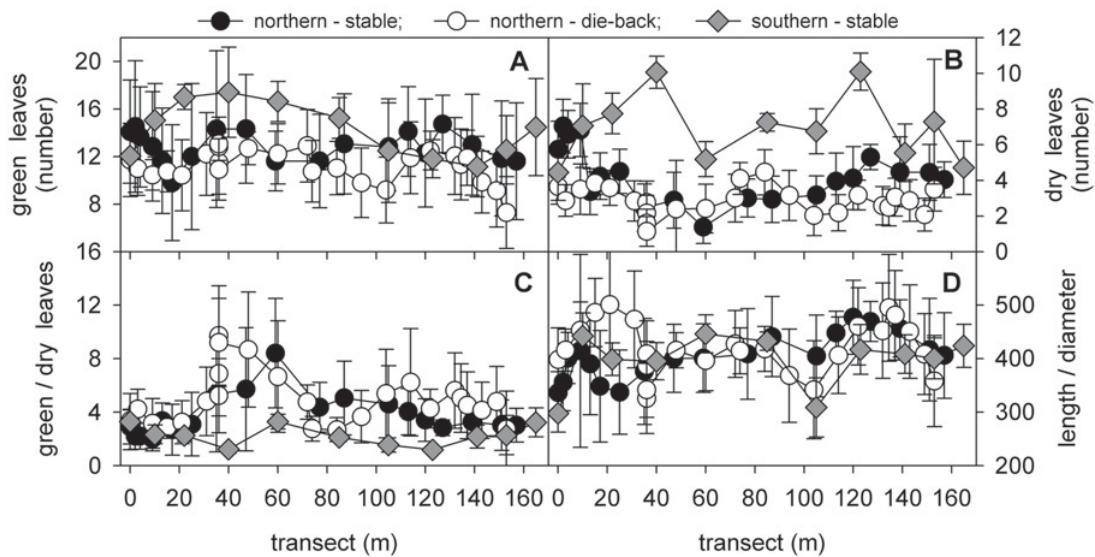 northern - stable; northern - die-back; southern - stable
A
B
C
D
green leaves
(number)
20
16
12
8
16
12
10
8
6
4
2
0
dry leaves
(number)
green / dry leaves
12
8
4
0
500
400
300
200
length / diameter
0 20 40 60 80 100 120 140 160
0 20 40 60 80 100 120 140 160
transect (m)
transect (m)